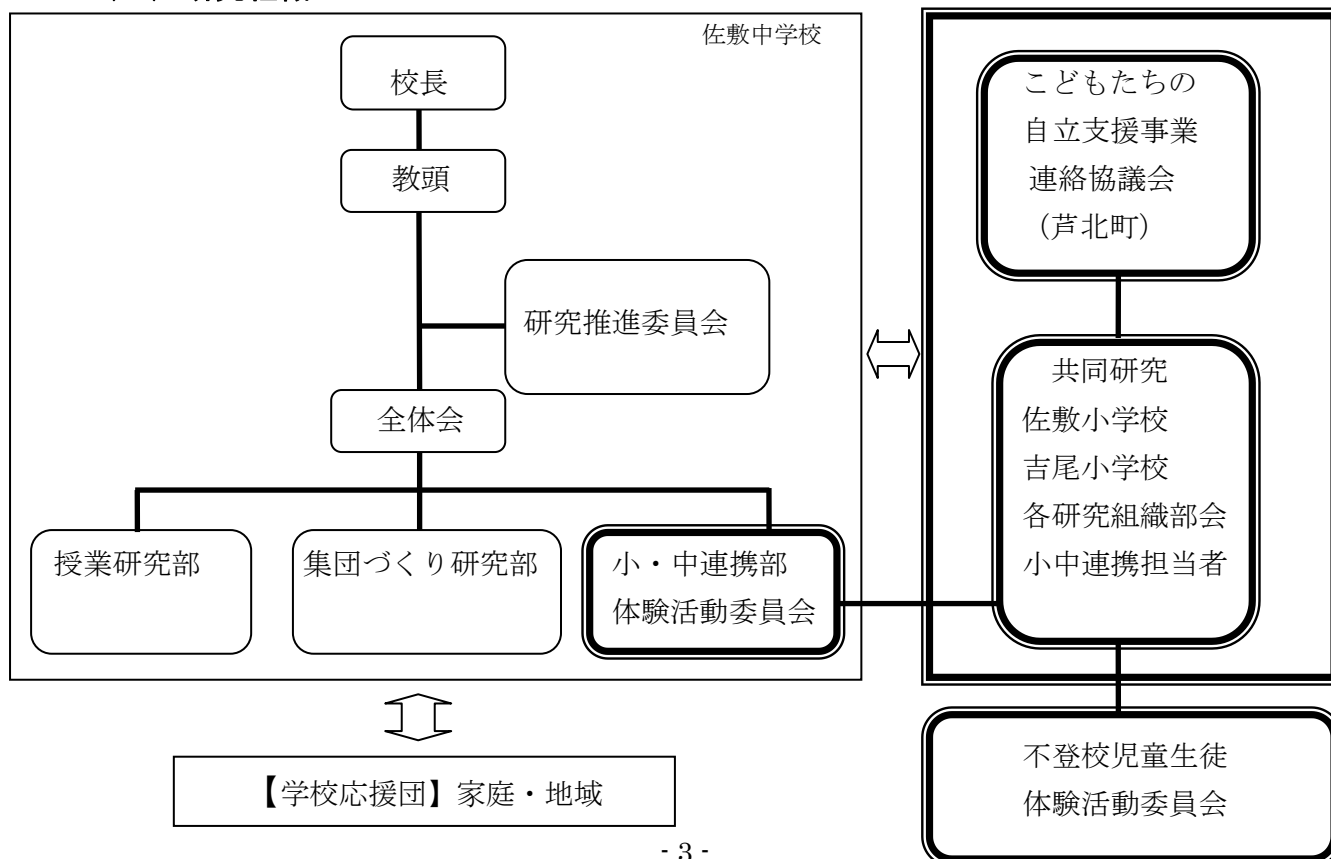 佐敷中学校
校長
教頭
研究推進委員会
全体会
授業研究部
集団づくり研究部
小・中連携部
体験活動委員会
こどもたちの
自立支援事業
連絡協議会
(芦北町)
共同研究
佐敷小学校
吉尾小学校
各研究組織部会
小中連携担当者
不登校児童生徒
体験活動委員会
【学校応援団】家庭・地域
- 3 -